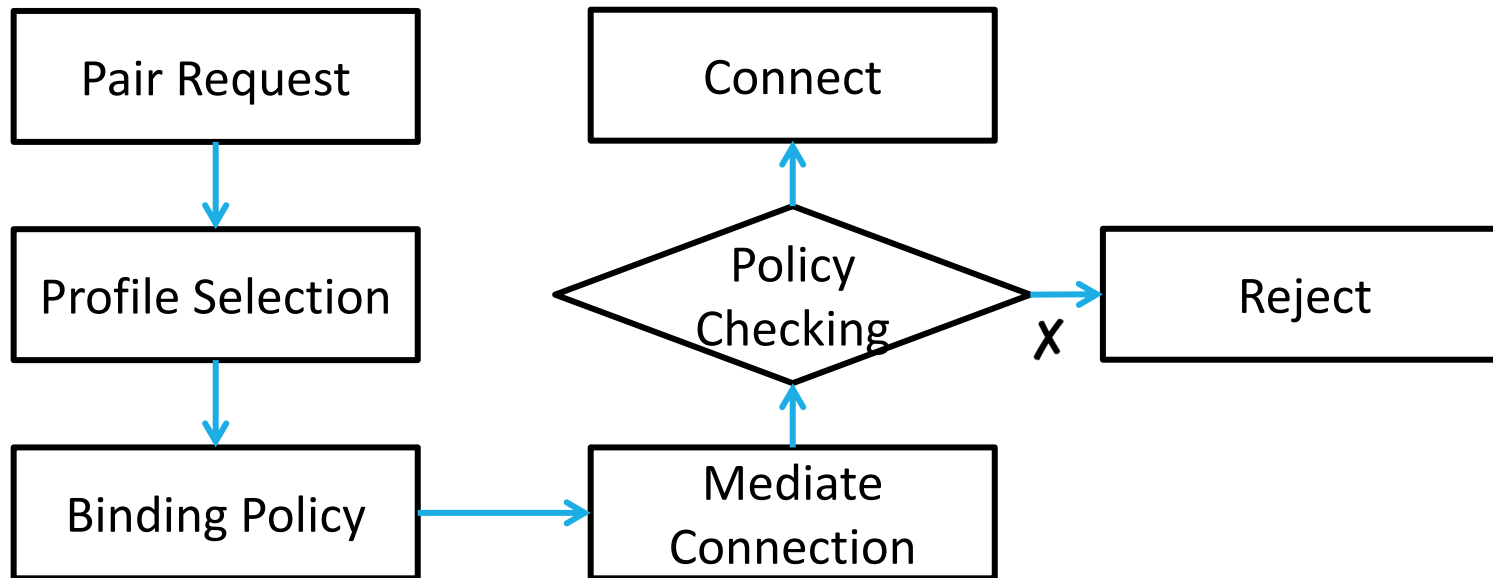 Pair Request
Profile Selection
Binding Policy
Mediate
Connection
Policy
Checking
✗
Connect
Reject